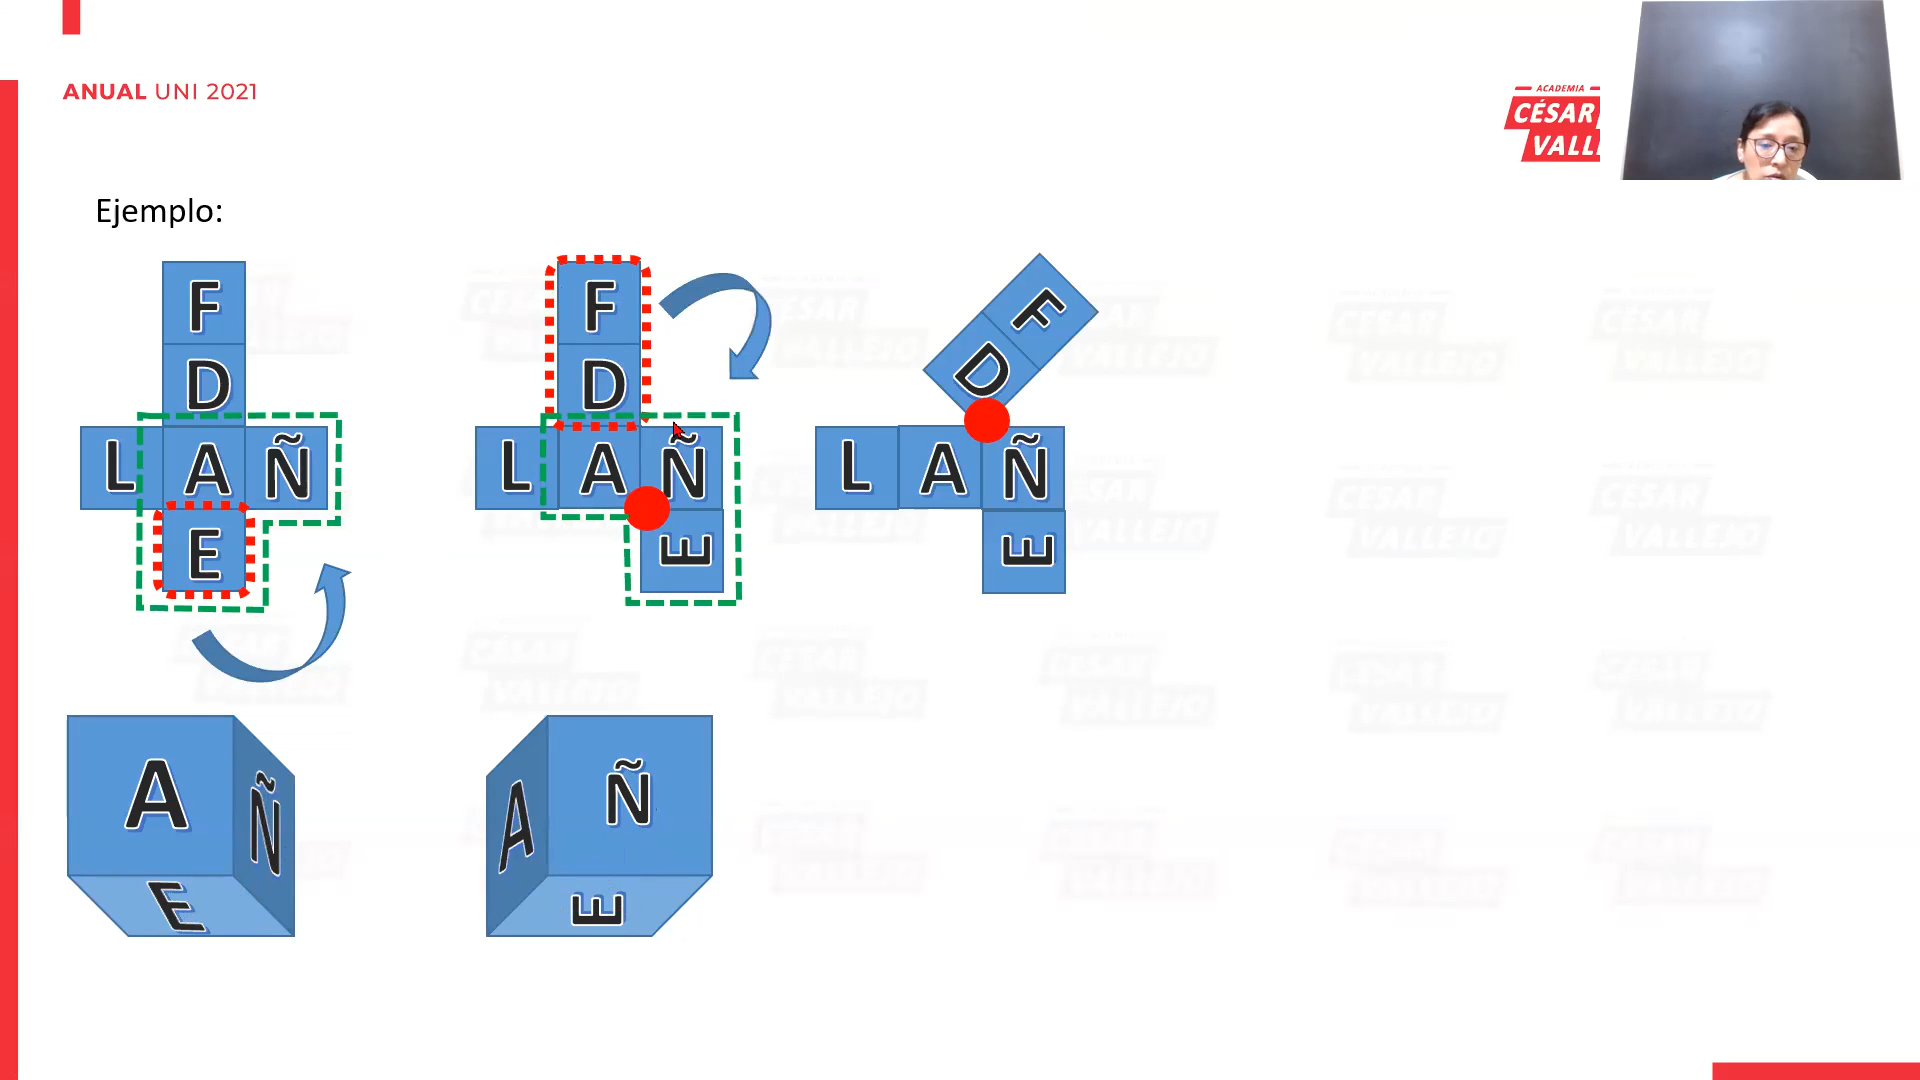 ANUAL UNI 2021
ACADEMIA
CÉSAR
VALL
Ejemplo:
F
D
L A Ñ
E
F
D
L A Ñ
E
F
D
L A Ñ
E
A
Ñ
E
A
Ñ
E